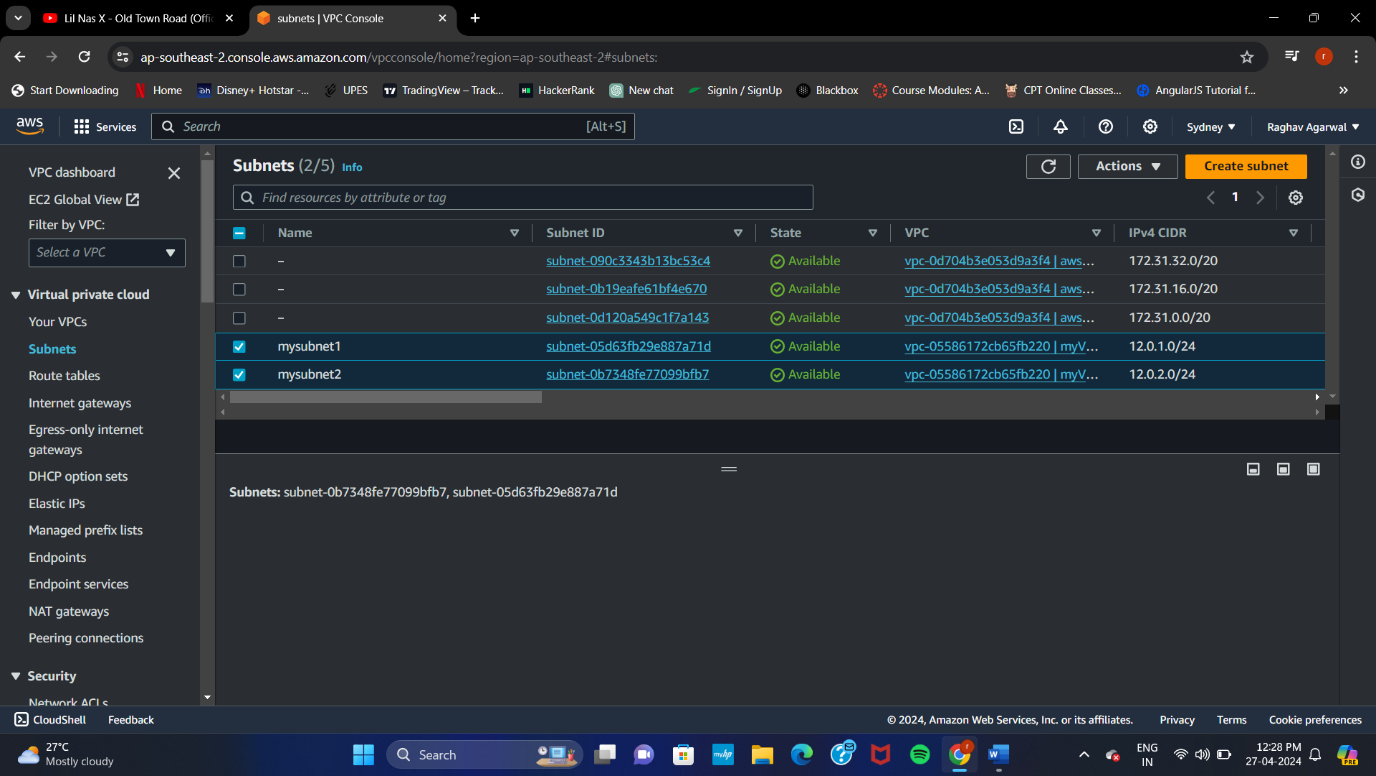 Lil Nas X - Old Town Road (Offi
subnets | VPC Console
ap-southeast-2.console.aws.amazon.com/vpcconsole/home?region=ap-southeast-2#subnets:
r
Start Downloading
Home
Disney+ Hotstar -...
UPES
TradingView – Track...
HackerRank
New chat
SignIn / SignUp
Blackbox
Course Modules: A...
CPT Online Classes...
AngularJS Tutorial f...
aws
Services
Search
[Alt+S]
Sydney
Raghav Agarwal
VPC dashboard
EC2 Global View
Filter by VPC:
Select a VPC
Virtual private cloud
Your VPCs
Subnets
Route tables
Internet gateways
Egress-only internet
gateways
DHCP option sets
Elastic IPs
Managed prefix lists
Endpoints
Endpoint services
NAT gateways
Peering connections
Security
Network ACLs
Subnets (2/5) Info
Actions
Create subnet
Find resources by attribute or tag
1
Name Subnet ID State VPC IPv4 CIDR
– subnet-090c3343b13bc53c4 Available vpc-0d704b3e053d9a3f4 | aws... 172.31.32.0/20
– subnet-0b19eafe61bf4e670 Available vpc-0d704b3e053d9a3f4 | aws... 172.31.16.0/20
– subnet-0d120a549c1f7a143 Available vpc-0d704b3e053d9a3f4 | aws... 172.31.0.0/20
mysubnet1 subnet-05d63fb29e887a71d Available vpc-05586172cb65fb220 | myV... 12.0.1.0/24
mysubnet2 subnet-0b7348fe77099bfb7 Available vpc-05586172cb65fb220 | myV... 12.0.2.0/24
Subnets: subnet-0b7348fe77099bfb7, subnet-05d63fb29e887a71d
CloudShell
Feedback
© 2024, Amazon Web Services, Inc. or its affiliates.
Privacy
Terms
Cookie preferences
27°C
Mostly cloudy
Search
ENG
IN
12:28 PM
27-04-2024